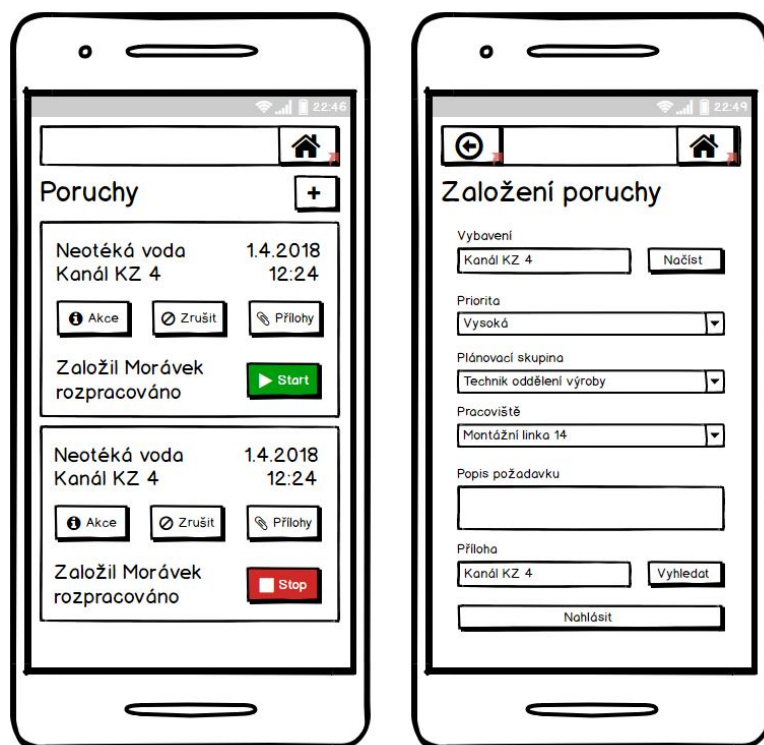 22:46
Poruchy
+
Neotéká voda 1.4.2018
Kanál KZ 4 12:24
Akce Zrušit Přílohy
Založil Morávek
rozpracováno
Start
Neotéká voda 1.4.2018
Kanál KZ 4 12:24
Akce Zrušit Přílohy
Založil Morávek
rozpracováno
Stop
22:49
Založení poruchy
Vybavení
Kanál KZ 4 Načíst
Priorita
Vysoká
Plánovací skupina
Technik oddělení výroby
Pracoviště
Montážní linka 14
Popis požadavku
Příloha
Kanál KZ 4 Vyhledat
Nahlásit